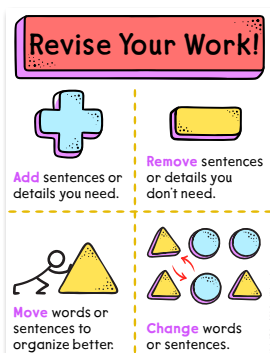 Revise Your Work!
Add sentences or
details you need.
Remove sentences
or details you
don't need.
Move words or
sentences to
organize better.
Change words
or sentences.